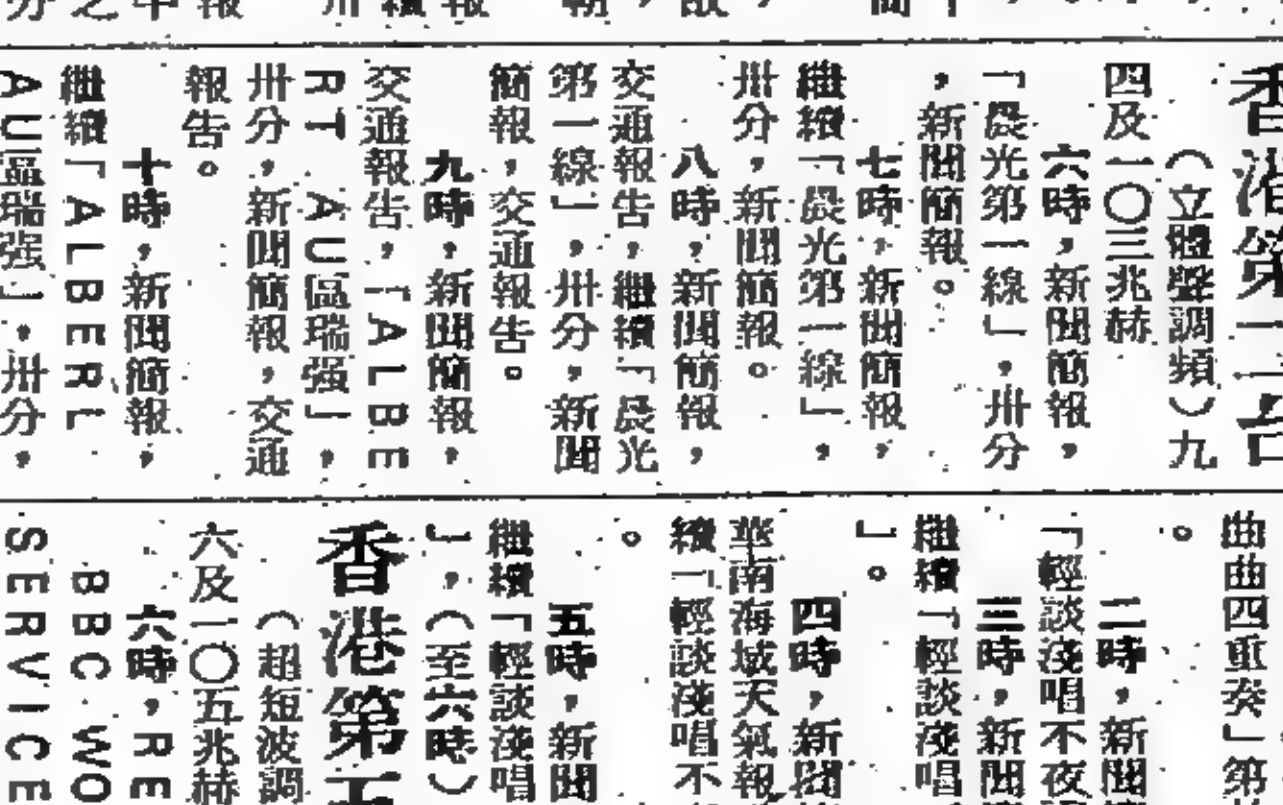 香港第二台
（立體聲調頻）九
四及一〇三兆赫
六時，新聞簡報，
「晨光第一線」，卅分
，新聞簡報。
七時，新聞簡報，
繼續「晨光第一線」，
卅分，新聞簡報。
八時，新聞簡報，
交通報告，繼續「晨光
第一線」，卅分，新聞
簡報，交通報告。
九時，新聞簡報，
交通報告，「ALBE
RT AU區瑞强」，
卅分，新聞簡報，交通
報告。
十時，新聞簡報，
繼續「ALBERL
AU區瑞强」，卅分，
曲曲四重奏」第
。
二時，新聞
「輕談淺唱不夜
三時，新聞
繼續「輕談淺唱
」。
四時，新聞
華南海域天氣報
續「輕談淺唱不
。
五時，新聞
繼續「輕談淺唱
」，（至六時）
香港第五
（超短波調
六及一〇五兆赫
六時，RE
BBC WO
SERVICE